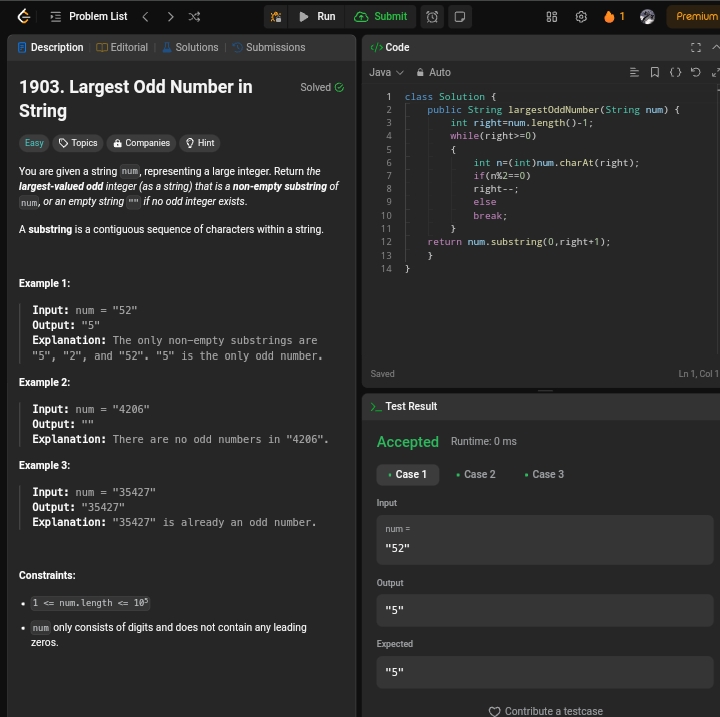 Problem List
Run
Submit
1
Premium
Description
Editorial
Solutions
Submissions
1903. Largest Odd Number in
String
Solved
Easy
Topics
Companies
Hint
You are given a string num, representing a large integer. Return the
largest-valued odd integer (as a string) that is a non-empty substring of
num, or an empty string "" if no odd integer exists.
A substring is a contiguous sequence of characters within a string.
Example 1:
Input: num = "52"
Output: "5"
Explanation: The only non-empty substrings are
"5", "2", and "52". "5" is the only odd number.
Example 2:
Input: num = "4206"
Output: ""
Explanation: There are no odd numbers in "4206".
Example 3:
Input: num = "35427"
Output: "35427"
Explanation: "35427" is already an odd number.
Constraints:
• 1 <= num.length <= 10⁵
• num only consists of digits and does not contain any leading
zeros.
</> Code
Java
Auto
1 class Solution {
2 public String largestOddNumber(String num) {
3 int right=num.length()-1;
4 while(right>=0)
5 {
6 int n=(int)num.charAt(right);
7 if(n%2==0)
8 right--;
9 else
10 break;
11 }
12 return num.substring(0,right+1);
13 }
14 }
Saved
Ln 1, Col 1
>_ Test Result
Accepted
Runtime: 0 ms
• Case 1
• Case 2
• Case 3
Input
num =
"52"
Output
"5"
Expected
"5"
Contribute a testcase